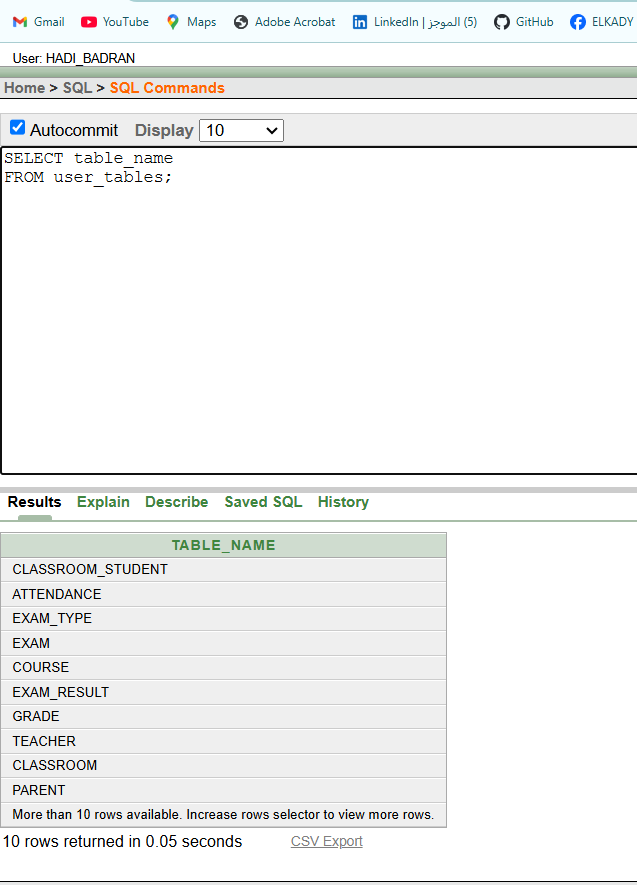 Gmail YouTube Maps Adobe Acrobat (5) الموجز | LinkedIn GitHub ELKADY
User: HADI_BADRAN
Home > SQL > SQL Commands
Autocommit Display 10
SELECT table_name
FROM user_tables;
Results Explain Describe Saved SQL History
TABLE_NAME
CLASSROOM_STUDENT
ATTENDANCE
EXAM_TYPE
EXAM
COURSE
EXAM_RESULT
GRADE
TEACHER
CLASSROOM
PARENT
More than 10 rows available. Increase rows selector to view more rows.
10 rows returned in 0.05 seconds CSV Export